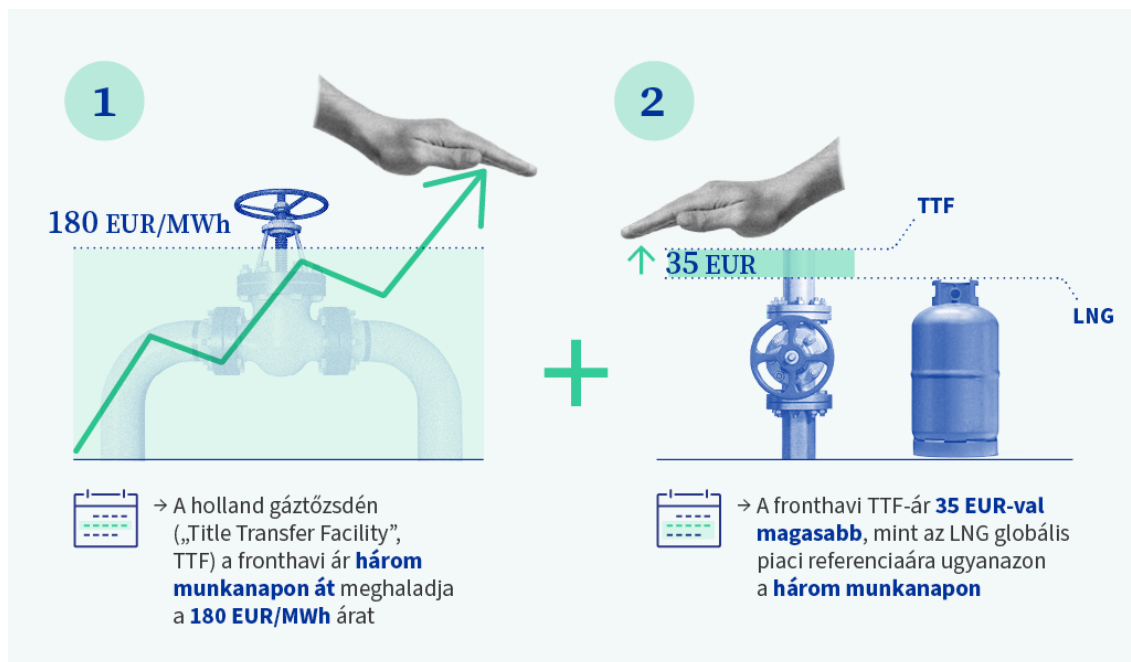 1
180 EUR/MWh
→ A holland gáztőzsdén
(„Title Transfer Facility”,
TTF) a fronthavi ár három
munkanapon át meghaladja
a 180 EUR/MWh árat
2
TTF
35 EUR
LNG
→ A fronthavi TTF-ár 35 EUR-val
magasabb, mint az LNG globális
piaci referenciaára ugyanazon
a három munkanapon